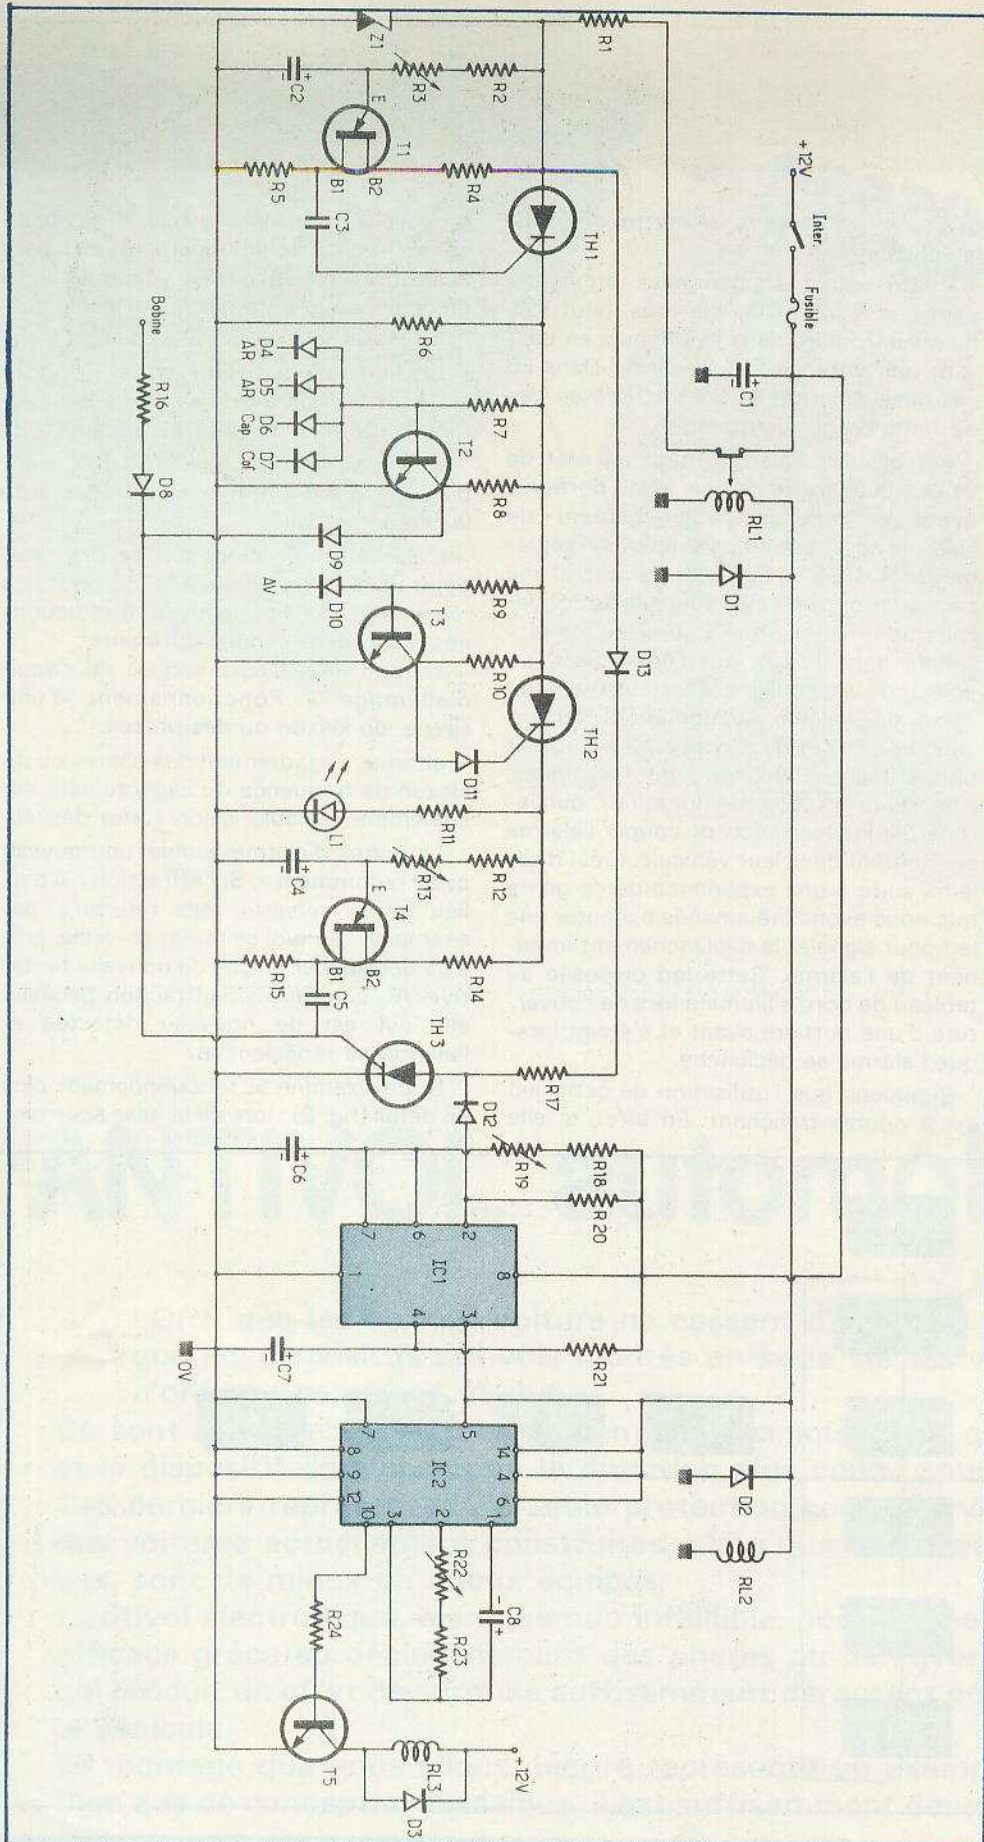 +12V
Inter.
Fusible
C1
+
-
RL1
D1
D2
RL2
R1
D13
Z1
R2
R3
C2
+
-
E
T1
B1
B2
R4
R5
C3
TH1
R6
R7
T2
R8
D4
AR
D5
AR
D6
Cap
D7
Cof.
Bobine
R16
D8
D9
D10
AV
R9
T3
R10
TH2
D11
R11
L1
R12
R13
C4
+
-
E
T4
B1
B2
R14
R15
C5
TH3
R17
D12
R18
R19
R20
C6
+
-
IC1
7
6
2
8
1
4
3
R21
C7
+
-
0V
IC2
7
5
14
4
6
8
9
12
10
3
2
1
R22
R23
C8
-
+
R24
T5
RL3
D3
+12V